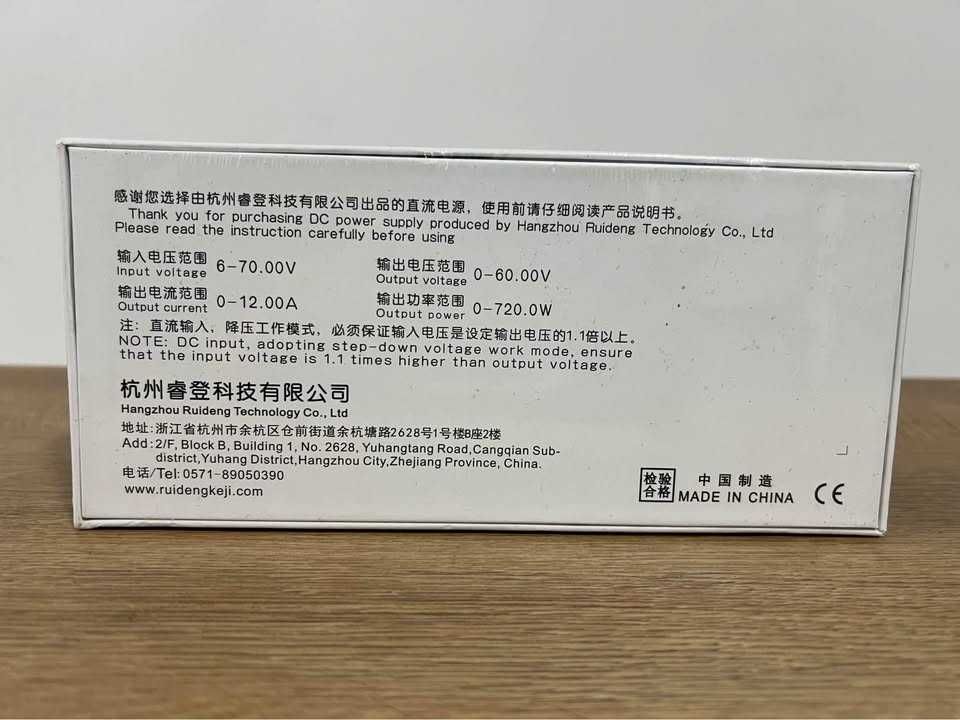 感谢您选择由杭州睿登科技有限公司出品的直流电源，使用前请仔细阅读产品说明书。
Thank you for purchasing DC power supply produced by Hangzhou Ruideng Technology Co., Ltd
Please read the instruction carefully before using
输入电压范围 6-70.00V 输出电压范围 0-60.00V
Input voltage Output voltage
输出电流范围 0-12.00A 输出功率范围 0-720.0W
Output current Output power
注：直流输入，降压工作模式，必须保证输入电压是设定输出电压的1.1倍以上。
NOTE: DC input, adopting step-down voltage work mode, ensure
that the input voltage is 1.1 times higher than output voltage.
杭州睿登科技有限公司
Hangzhou Ruideng Technology Co., Ltd
地址:浙江省杭州市余杭区仓前街道余杭塘路2628号1号楼B座2楼
Add:2/F, Block B, Building 1, No. 2628, Yuhangtang Road,Cangqian Sub-
district,Yuhang District,Hangzhou City,Zhejiang Province, China.
电话/Tel: 0571-89050390
www.ruidengkeji.com
检验
合格
中国制造
MADE IN CHINA CE